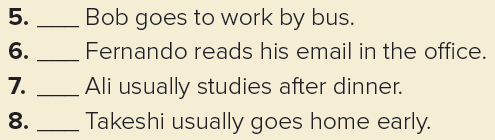 5. ____ Bob goes to work by bus.
6. ____ Fernando reads his email in the office.
7. ____ Ali usually studies after dinner.
8. ____ Takeshi usually goes home early.